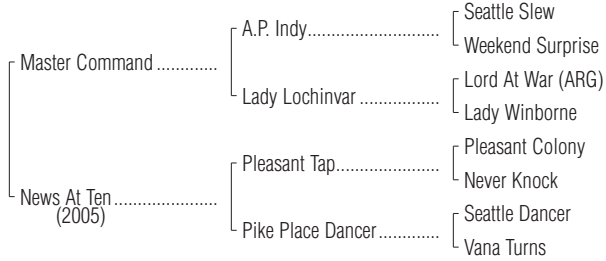 Seattle Slew
A.P. Indy
Weekend Surprise
Master Command
Lord At War (ARG)
Lady Lochinvar
Lady Winborne
Pleasant Colony
Pleasant Tap
Never Knock
News At Ten
(2005)
Seattle Dancer
Pike Place Dancer
Vana Turns